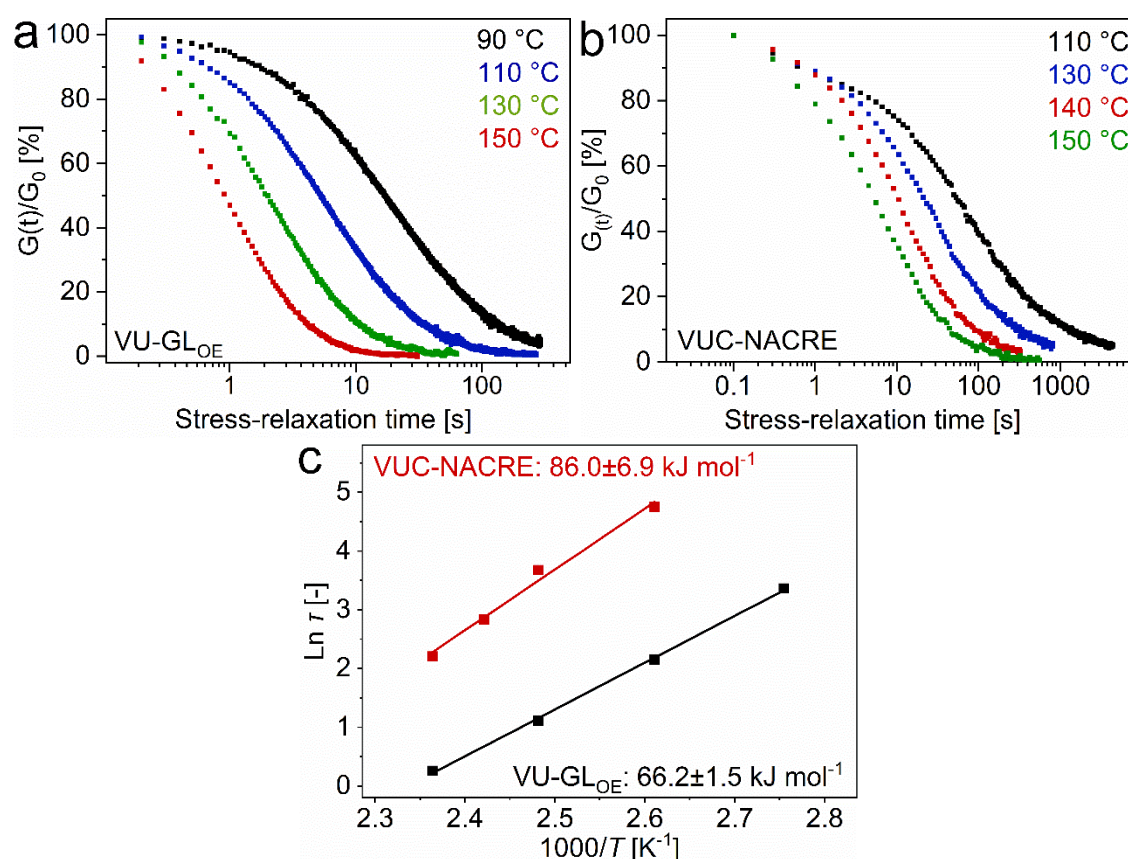 a
100
80
60
40
20
0
G(t)/G₀ [%]
90 °C
110 °C
130 °C
150 °C
VU-GL_OE
1
10
100
Stress-relaxation time [s]
b
100
80
60
40
20
0
G₍t₎/G₀ [%]
110 °C
130 °C
140 °C
150 °C
VUC-NACRE
0.1
1
10
100
1000
Stress-relaxation time [s]
c
VUC-NACRE: 86.0±6.9 kJ mol⁻¹
5
4
3
2
1
0
Ln τ [-]
VU-GL_OE: 66.2±1.5 kJ mol⁻¹
2.3
2.4
2.5
2.6
2.7
2.8
1000/T [K⁻¹]